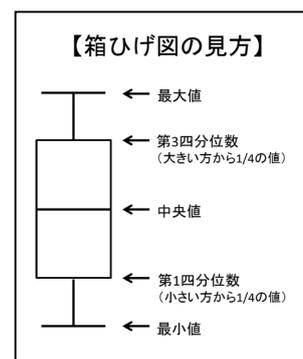 【箱ひげ図の見方】
最大値
第3四分位数
（大きい方から1/4の値）
中央値
第1四分位数
（小さい方から1/4の値）
最小値